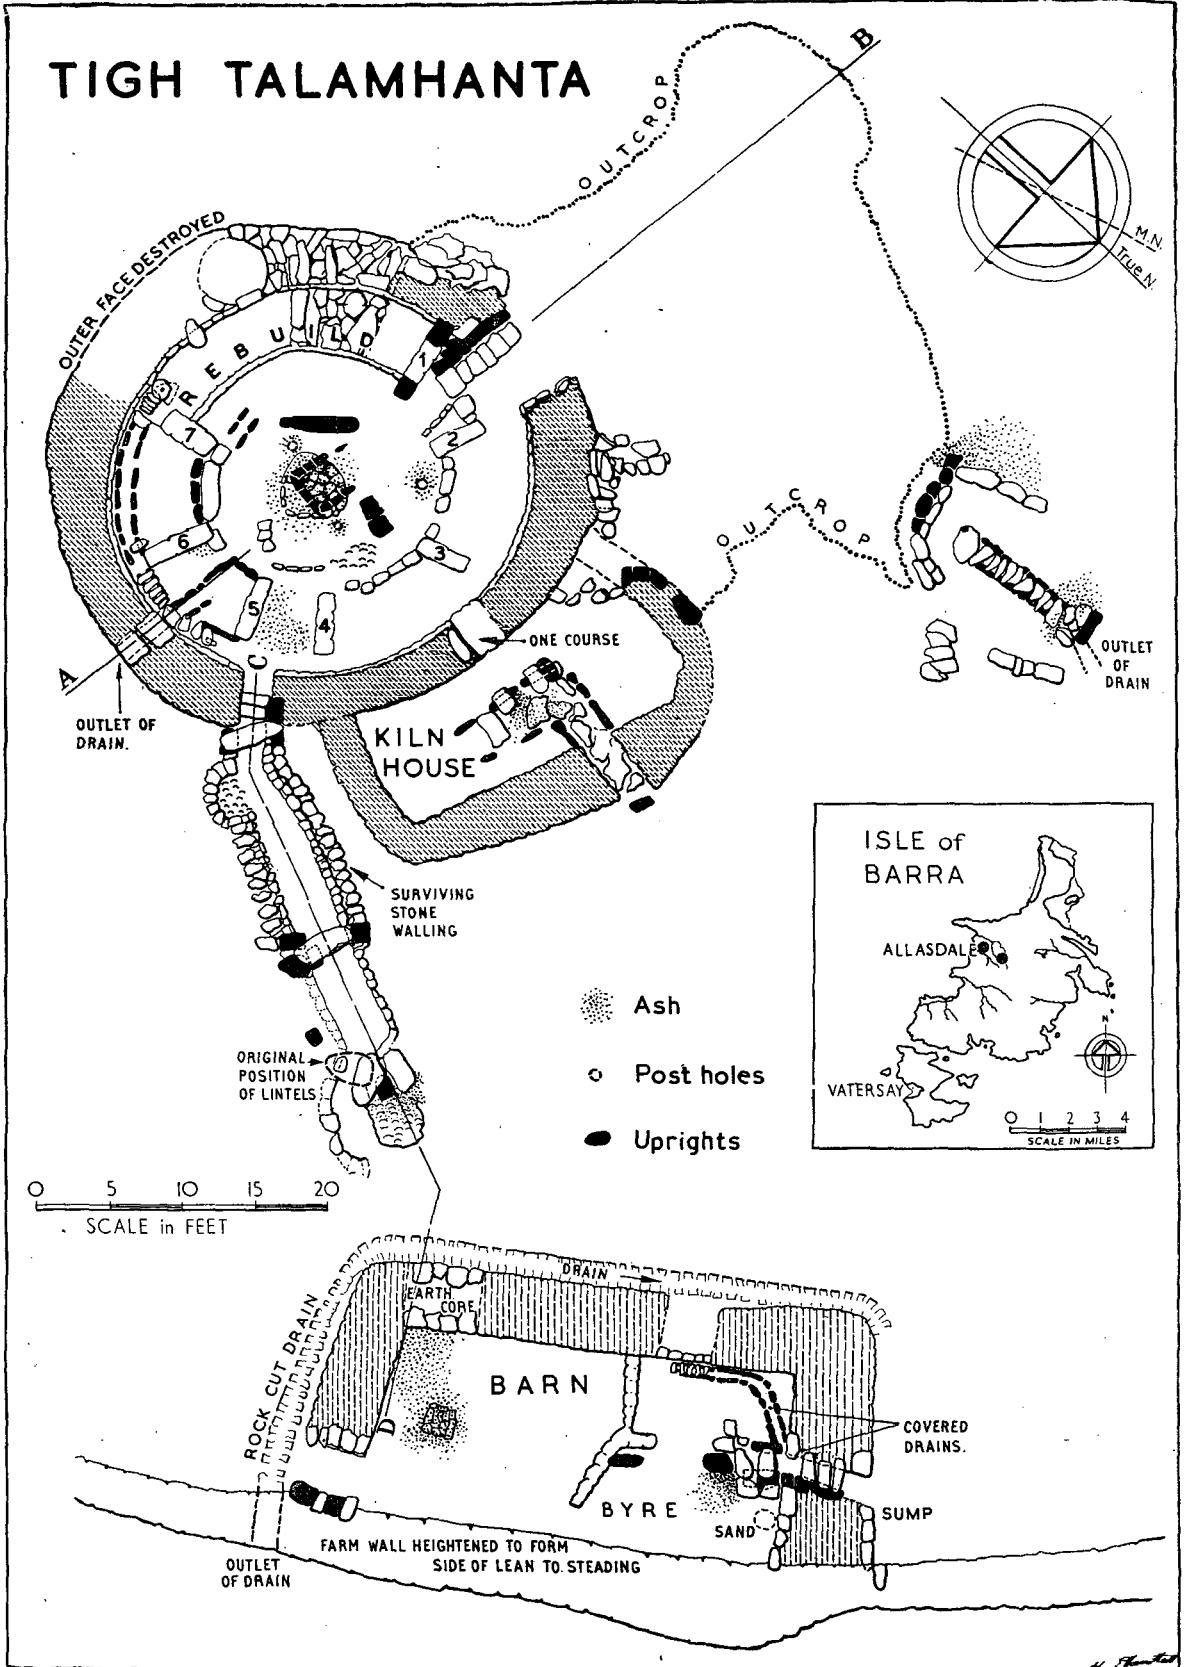 TIGH TALAMHANTA
B
OUTCROP
M.N.
True N.
OUTER FACE DESTROYED
REBUILD
1
2
3
4
5
6
7
OUTCROP
A
C
ONE COURSE
OUTLET OF
DRAIN.
OUTLET
OF
DRAIN
KILN
HOUSE
SURVIVING
STONE
WALLING
ISLE of
BARRA
ALLASDALE
N
VATERSAY
0 1 2 3 4
SCALE IN MILES
Ash
Post holes
Uprights
ORIGINAL
POSITION
OF LINTELS
0 5 10 15 20
SCALE in FEET
DRAIN
EARTH
CORE
ROCK CUT DRAIN
BARN
D
COVERED
DRAINS.
BYRE
SAND
SUMP
FARM WALL HEIGHTENED TO FORM
SIDE OF LEAN TO STEADING
OUTLET
OF DRAIN